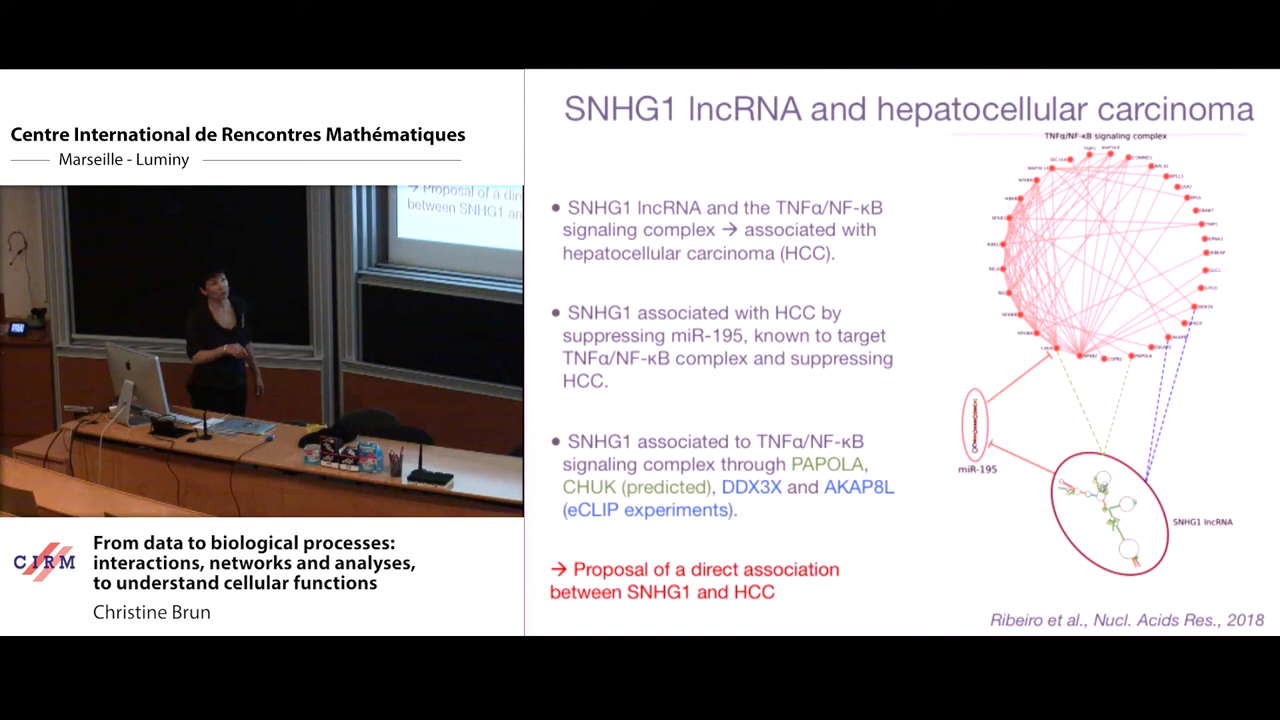 Centre International de Rencontres Mathématiques
Marseille - Luminy
→ Proposal of a dir
between SNHG1 an
CIRM
From data to biological processes:
interactions, networks and analyses,
to understand cellular functions
Christine Brun
SNHG1 lncRNA and hepatocellular carcinoma
• SNHG1 lncRNA and the TNFα/NF-κB
signaling complex → associated with
hepatocellular carcinoma (HCC).
• SNHG1 associated with HCC by
suppressing miR-195, known to target
TNFα/NF-κB complex and suppressing
HCC.
• SNHG1 associated to TNFα/NF-κB
signaling complex through PAPOLA,
CHUK (predicted), DDX3X and AKAP8L
(eCLIP experiments).
→ Proposal of a direct association
between SNHG1 and HCC
TNFα/NF-κB signaling complex
COMMD1
CHUK
PAPOLA
miR-195
SNHG1 lncRNA
Ribeiro et al., Nucl. Acids Res., 2018